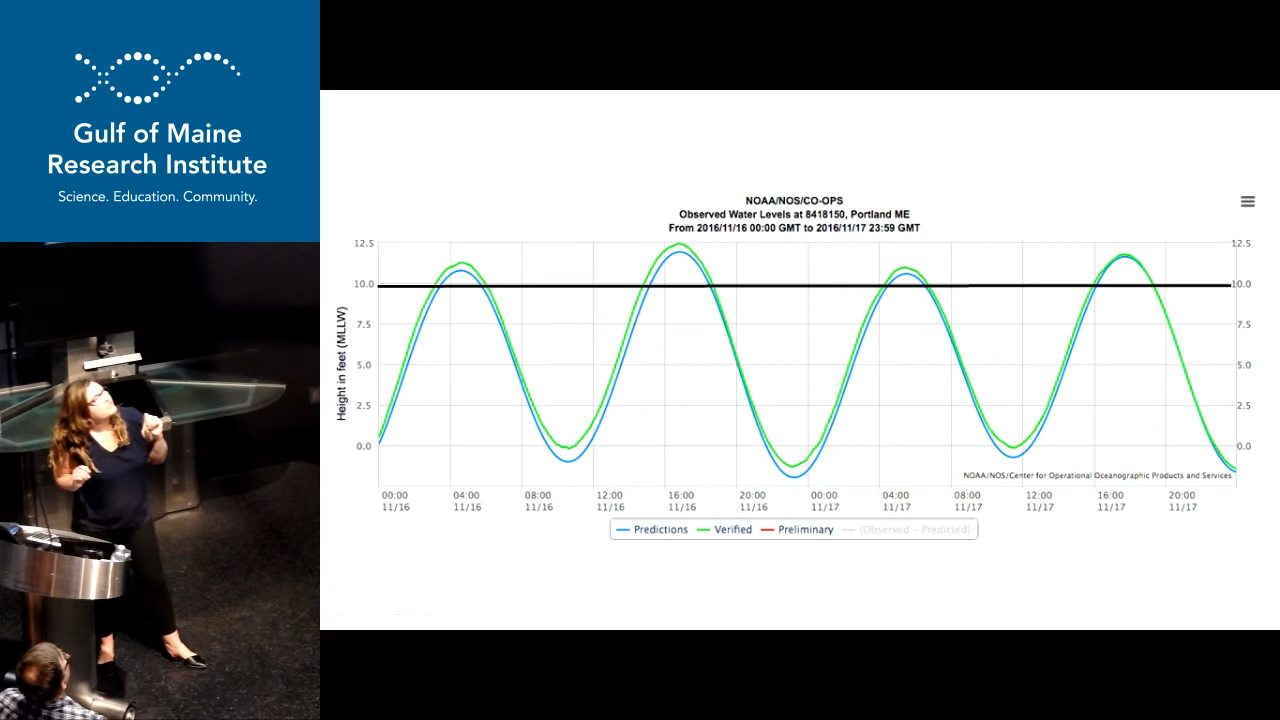 Gulf of Maine
Research Institute
Science. Education. Community.
NOAA/NOS/CO-OPS
Observed Water Levels at 8418150, Portland ME
From 2016/11/16 00:00 GMT to 2016/11/17 23:59 GMT
12.5 12.5
10.0 10.0
7.5 7.5
5.0 5.0
2.5 2.5
0.0 0.0
Height in feet (MLLW)
NOAA/NOS/Center for Operational Oceanographic Products and Services
00:00 04:00 08:00 12:00 16:00 20:00 00:00 04:00 08:00 12:00 16:00 20:00
11/16 11/16 11/16 11/16 11/16 11/16 11/17 11/17 11/17 11/17 11/17 11/17
Predictions Verified Preliminary (Observed - Predicted)